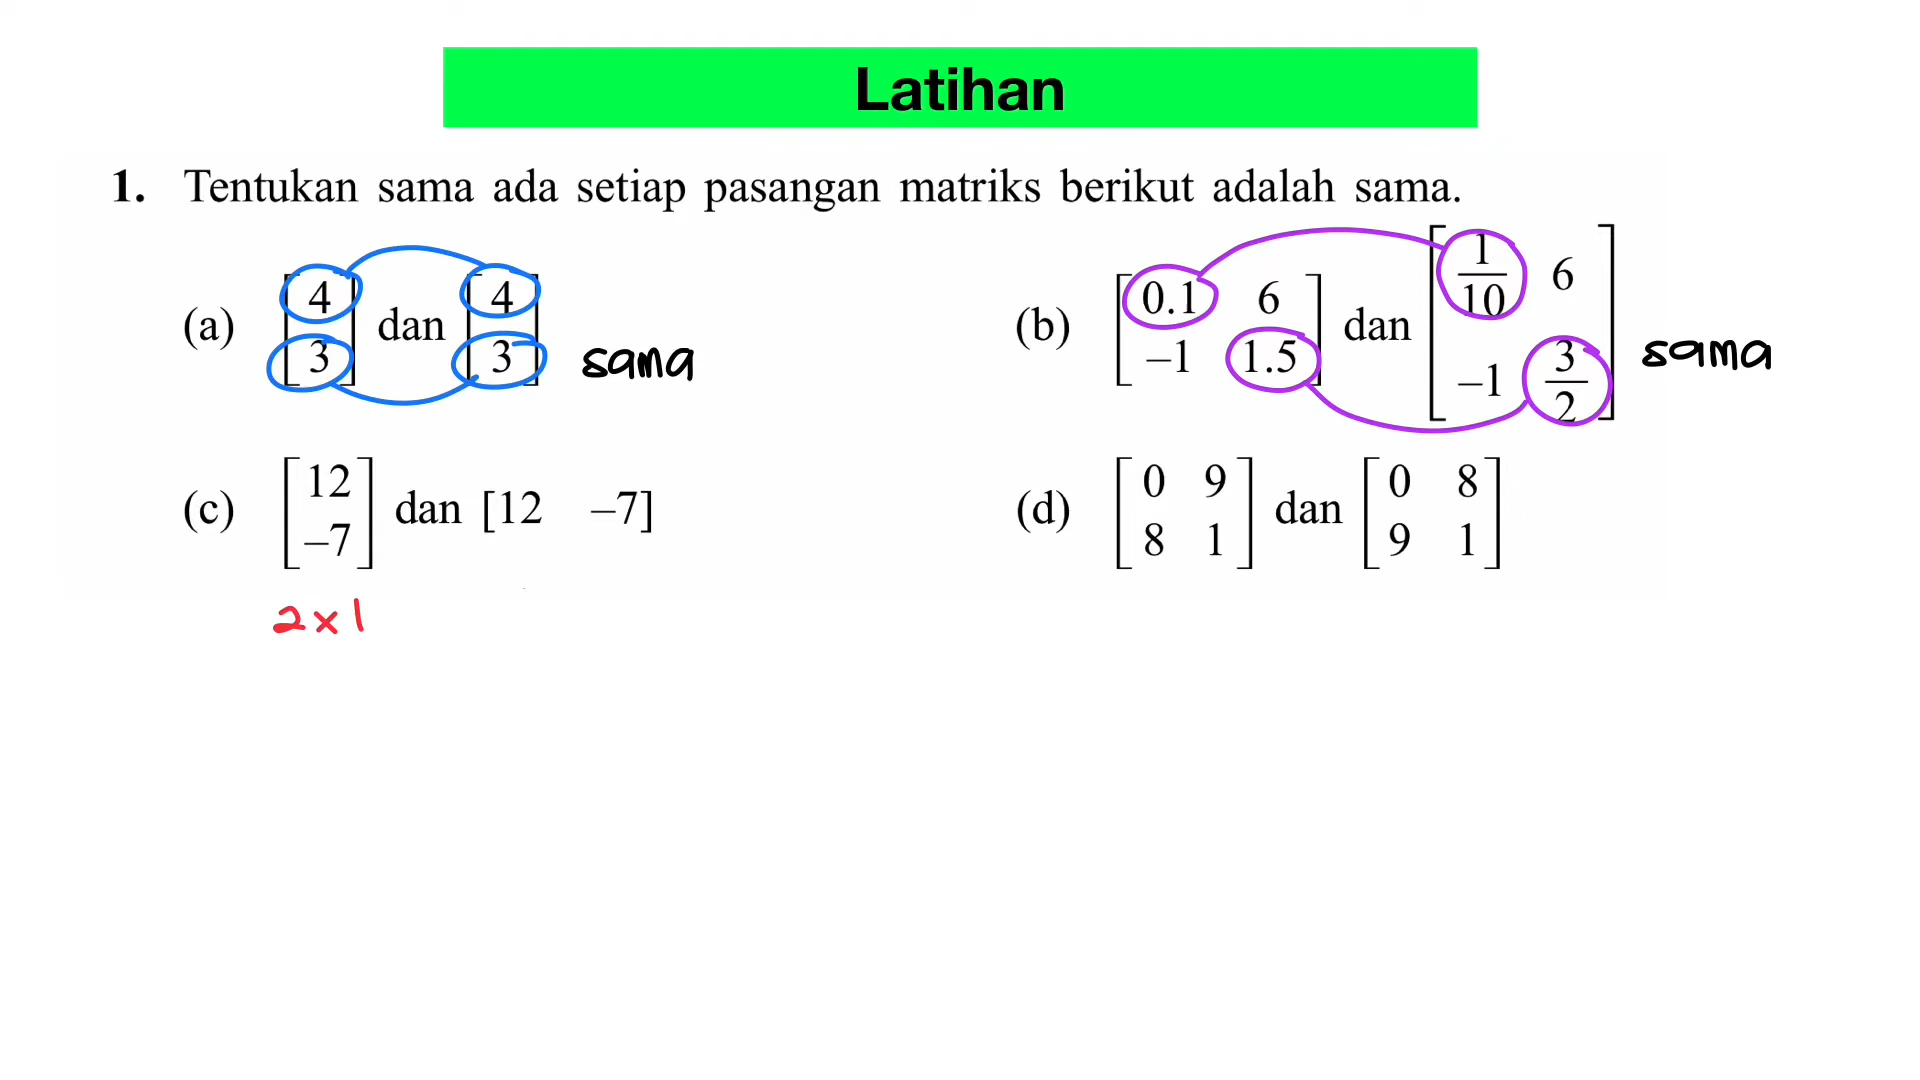 Latihan
1. Tentukan sama ada setiap pasangan matriks berikut adalah sama.
(a) [4 3] dan [4 3] sama
(b) [0.1 6 –1 1.5] dan [1/10 6 –1 3/2] sama
(c) [12 –7] dan [12 –7]
(d) [0 9 8 1] dan [0 8 9 1]
2 x 1